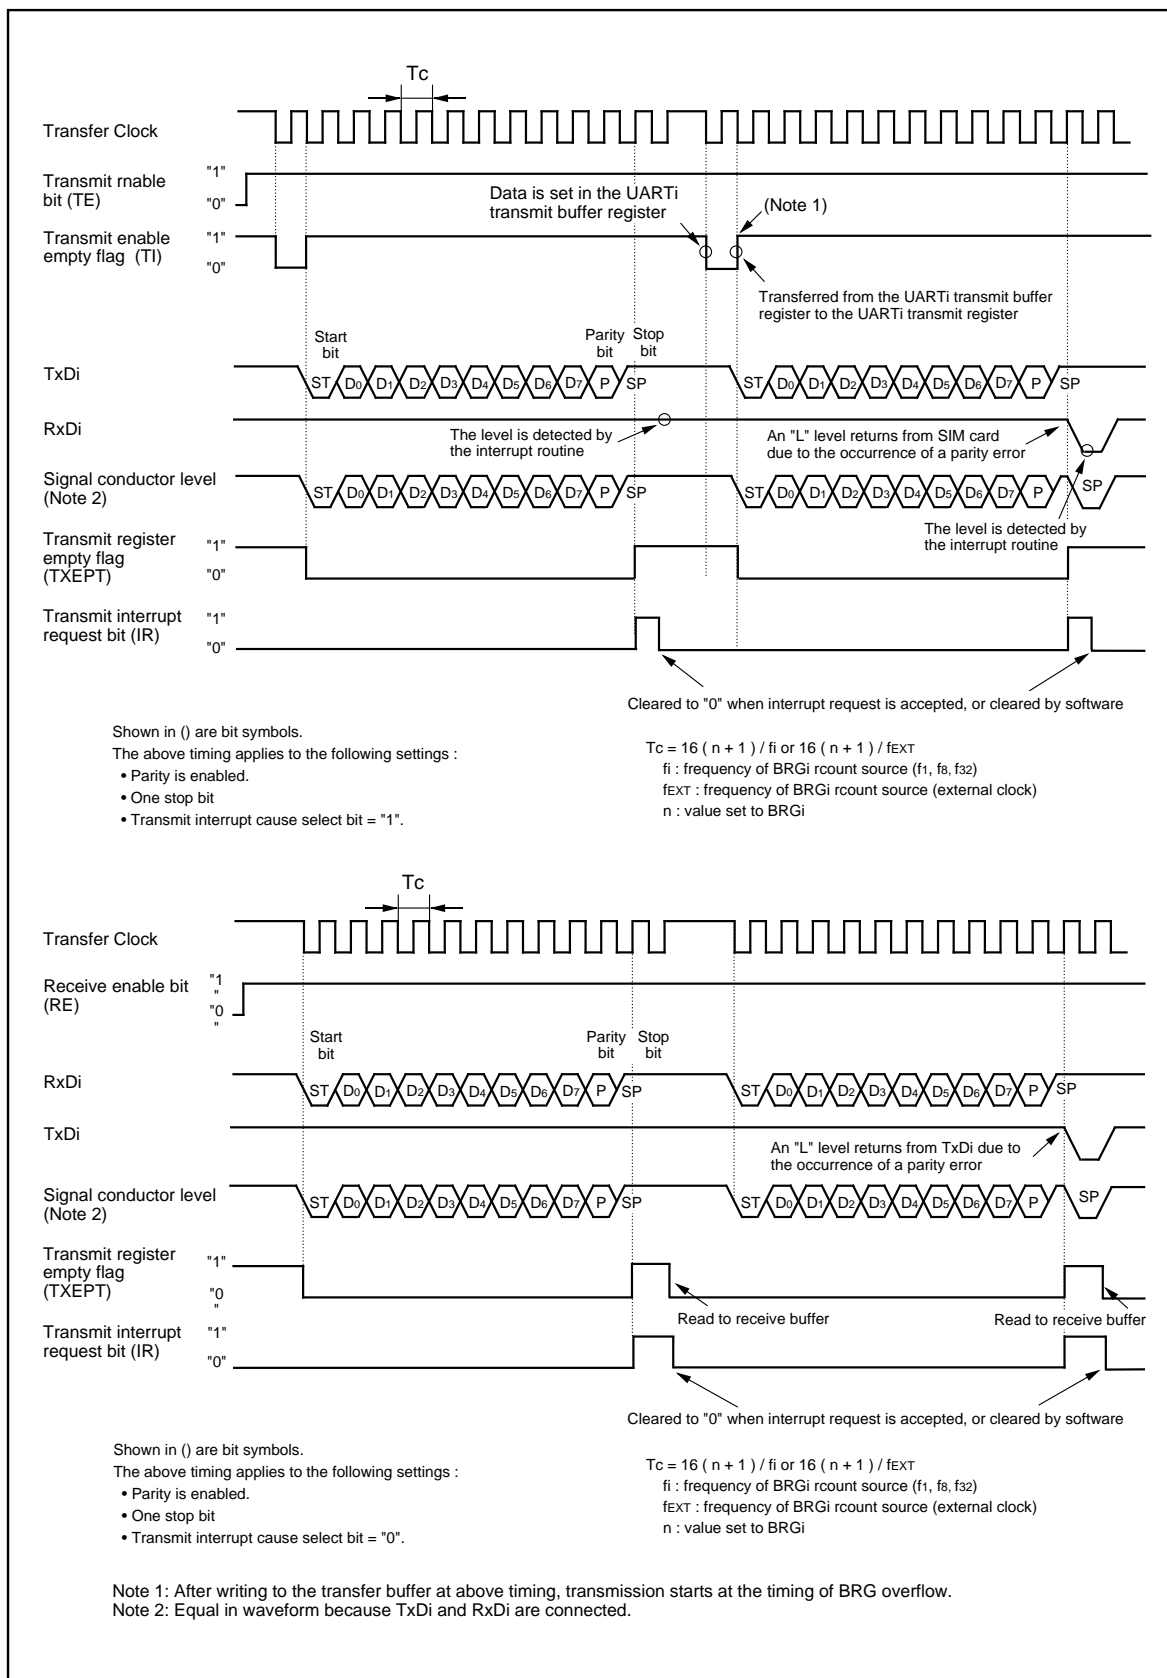 Tc
Transfer Clock
Transmit rnable
bit (TE)
"1"
"0"
Data is set in the UARTi
transmit buffer register
(Note 1)
Transmit enable
empty flag (TI)
"1"
"0"
Transferred from the UARTi transmit buffer
register to the UARTi transmit register
Start
bit
Parity
bit
Stop
bit
TxDi
ST D0 D1 D2 D3 D4 D5 D6 D7 P SP
ST D0 D1 D2 D3 D4 D5 D6 D7 P SP
RxDi
The level is detected by
the interrupt routine
An "L" level returns from SIM card
due to the occurrence of a parity error
Signal conductor level
(Note 2)
ST D0 D1 D2 D3 D4 D5 D6 D7 P SP
ST D0 D1 D2 D3 D4 D5 D6 D7 P SP
The level is detected by
the interrupt routine
Transmit register
empty flag
(TXEPT)
"1"
"0"
Transmit interrupt
request bit (IR)
"1"
"0"
Cleared to "0" when interrupt request is accepted, or cleared by software
Shown in () are bit symbols.
The above timing applies to the following settings :
• Parity is enabled.
• One stop bit
• Transmit interrupt cause select bit = "1".
Tc = 16 ( n + 1 ) / fi or 16 ( n + 1 ) / fEXT
fi : frequency of BRGi rcount source (f1, f8, f32)
fEXT : frequency of BRGi rcount source (external clock)
n : value set to BRGi
Tc
Transfer Clock
Receive enable bit
(RE)
"1
"
"0
"
Start
bit
Parity
bit
Stop
bit
RxDi
ST D0 D1 D2 D3 D4 D5 D6 D7 P SP
ST D0 D1 D2 D3 D4 D5 D6 D7 P SP
TxDi
An "L" level returns from TxDi due to
the occurrence of a parity error
Signal conductor level
(Note 2)
ST D0 D1 D2 D3 D4 D5 D6 D7 P SP
ST D0 D1 D2 D3 D4 D5 D6 D7 P SP
Transmit register
empty flag
(TXEPT)
"1"
"0
"
Read to receive buffer
Read to receive buffer
Transmit interrupt
request bit (IR)
"1"
"0"
Cleared to "0" when interrupt request is accepted, or cleared by software
Shown in () are bit symbols.
The above timing applies to the following settings :
• Parity is enabled.
• One stop bit
• Transmit interrupt cause select bit = "0".
Tc = 16 ( n + 1 ) / fi or 16 ( n + 1 ) / fEXT
fi : frequency of BRGi rcount source (f1, f8, f32)
fEXT : frequency of BRGi rcount source (external clock)
n : value set to BRGi
Note 1: After writing to the transfer buffer at above timing, transmission starts at the timing of BRG overflow.
Note 2: Equal in waveform because TxDi and RxDi are connected.